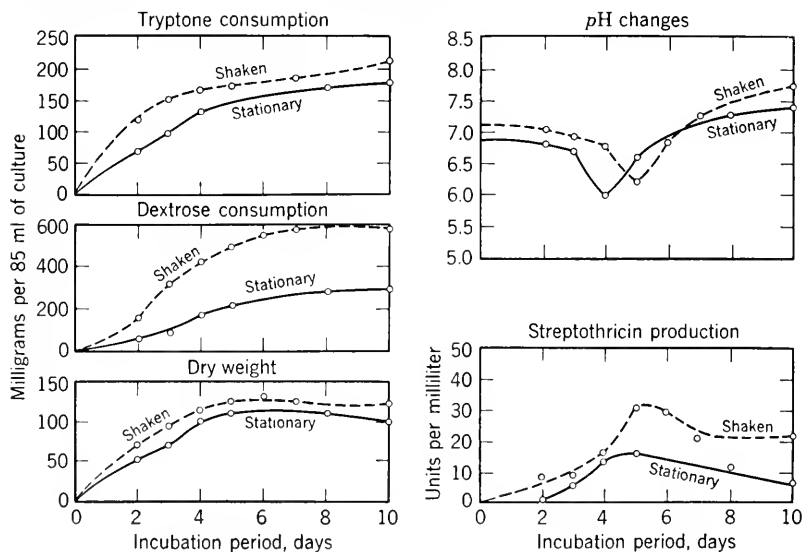 Tryptone consumption
250
200
150
100
50
0
Shaken
Stationary
Dextrose consumption
600
400
200
0
Shaken
Stationary
Dry weight
150
100
50
0
Shaken
Stationary
0 2 4 6 8 10
Incubation period, days
Milligrams per 85 ml of culture
pH changes
8.5
8.0
7.5
7.0
6.5
6.0
5.5
5.0
Shaken
Stationary
Streptothricin production
50
40
30
20
10
0
Shaken
Stationary
0 2 4 6 8 10
Incubation period, days
Units per milliliter